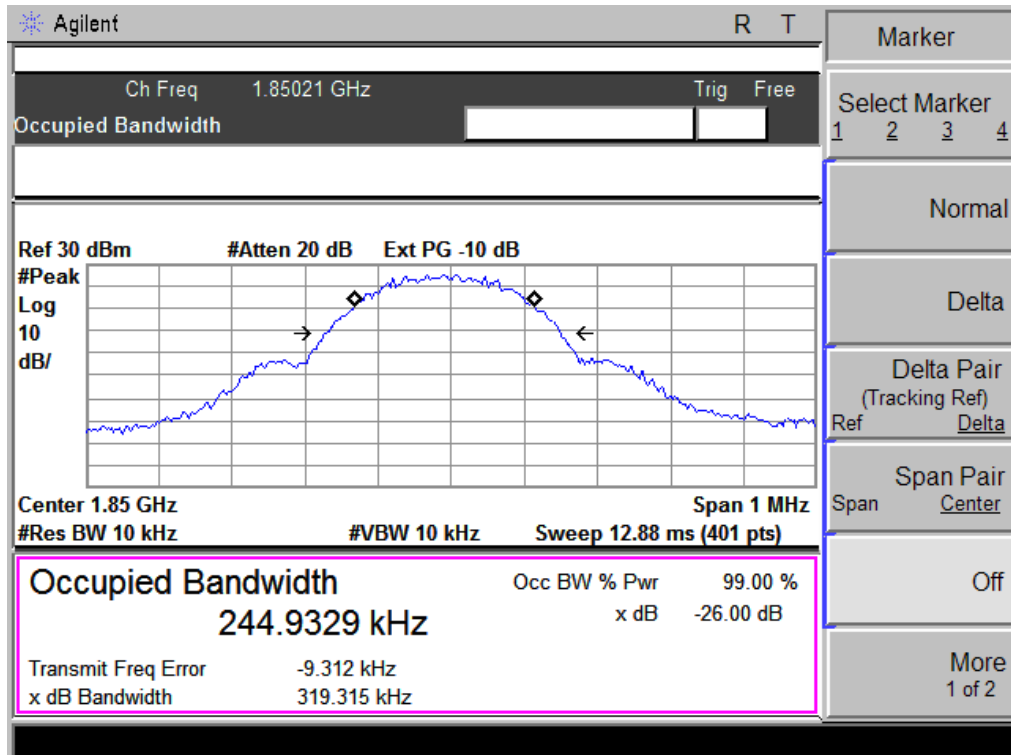 Agilent R T
Marker
Ch Freq 1.85021 GHz Trig Free
Occupied Bandwidth
Select Marker
1 2 3 4
Normal
Delta
Delta Pair
(Tracking Ref)
Ref Delta
Span Pair
Span Center
Off
More
1 of 2
Ref 30 dBm #Atten 20 dB Ext PG -10 dB
#Peak
Log
10
dB/
Center 1.85 GHz Span 1 MHz
#Res BW 10 kHz #VBW 10 kHz Sweep 12.88 ms (401 pts)
Occupied Bandwidth Occ BW % Pwr 99.00 %
244.9329 kHz x dB -26.00 dB
Transmit Freq Error -9.312 kHz
x dB Bandwidth 319.315 kHz